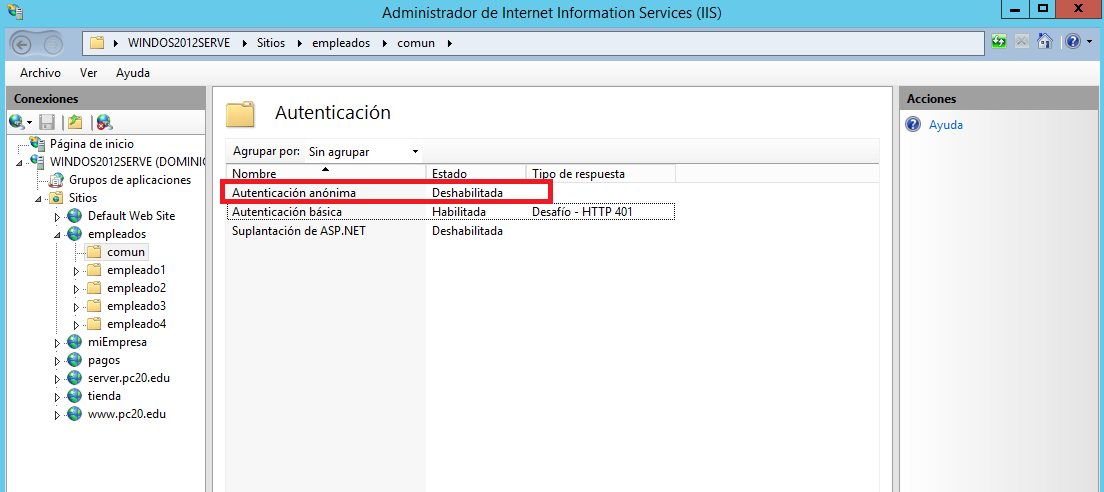 Administrador de Internet Information Services (IIS)
WINDOS2012SERVE Sitios empleados comun
Archivo Ver Ayuda
Conexiones
Página de inicio
WINDOS2012SERVE (DOMINIC
Grupos de aplicaciones
Sitios
Default Web Site
empleados
comun
empleado1
empleado2
empleado3
empleado4
miEmpresa
pagos
server.pc20.edu
tienda
www.pc20.edu
Autenticación
Agrupar por: Sin agrupar
Nombre Estado Tipo de respuesta
Autenticación anónima Deshabilitada
Autenticación básica Habilitada Desafío - HTTP 401
Suplantación de ASP.NET Deshabilitada
Acciones
Ayuda